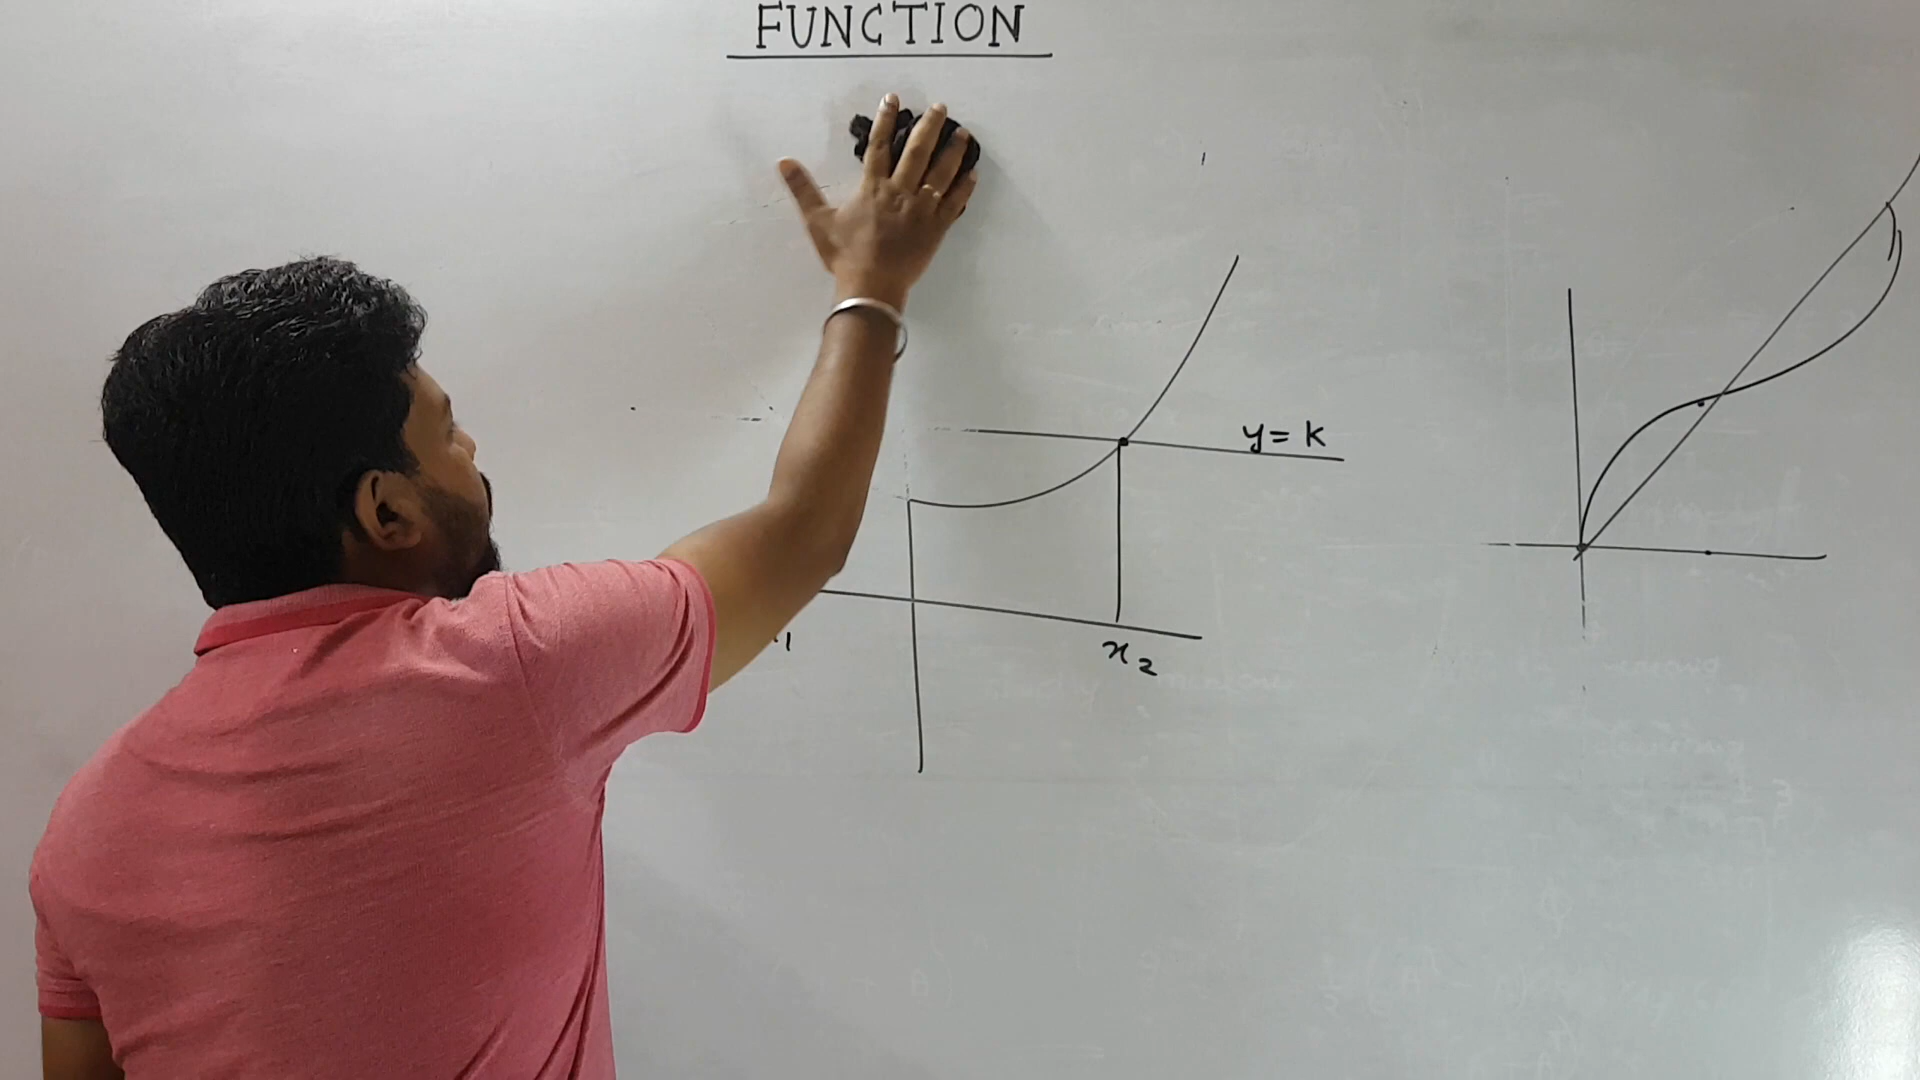 FUNCTION
y = k
x₂